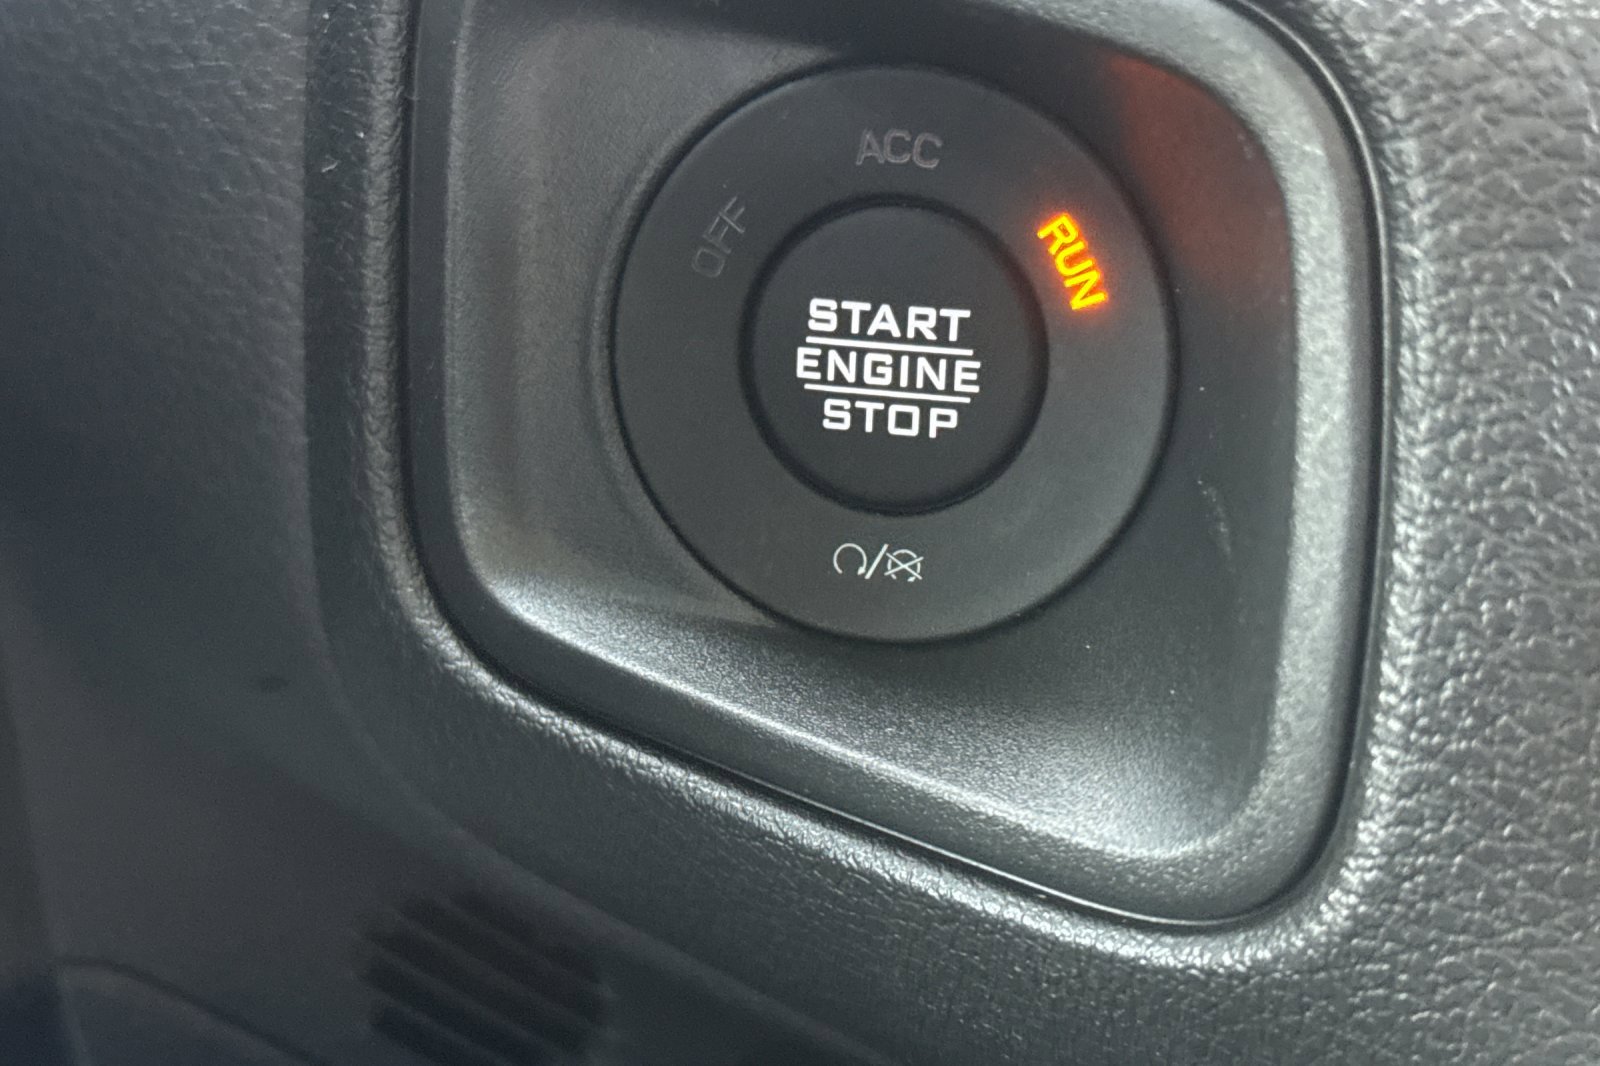 ACC
OFF
RUN
START
ENGINE
STOP